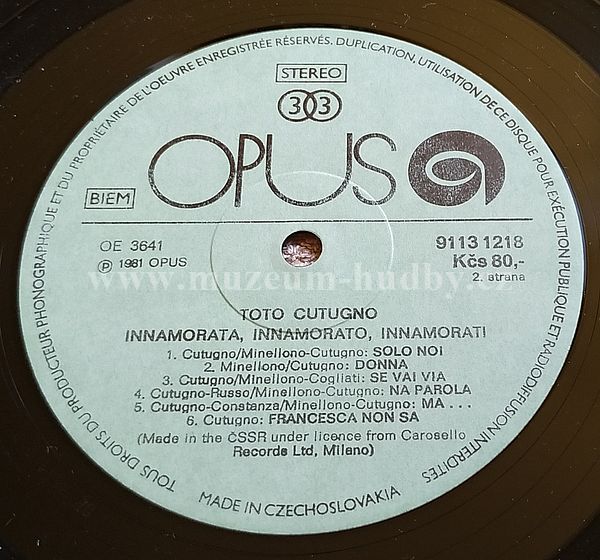 TOUS DROITS DU PRODUCTEUR PHONOGRAPHIQUE ET DU PROPRIÉTAIRE DE L'OEUVRE ENREGISTRÉE RÉSERVÉS. DUPLICATION, UTILISATION DE CE DISQUE POUR EXÉCUTION PUBLIQUE ET RADIODIFFUSION INTERDITES
STEREO
33
OPUS
BIEM
OE 3641
℗ 1981 OPUS
9113 1218
Kčs 80,-
2. strana
www.muzeum-hudby.cz
TOTO CUTUGNO
INNAMORATA, INNAMORATO, INNAMORATI
1. Cutugno/Minellono-Cutugno: SOLO NOI
2. Minellono/Cutugno: DONNA
3. Cutugno/Minellono-Cogliati: SE VAI VIA
4. Cutugno-Russo/Minellono-Cutugno: NA PAROLA
5. Cutugno-Constanza/Minellono-Cutugno: MA . . .
6. Cutugno: FRANCESCA NON SA
(Made in the ČSSR under licence from Carosello
Records Ltd, Milano)
MADE IN CZECHOSLOVAKIA